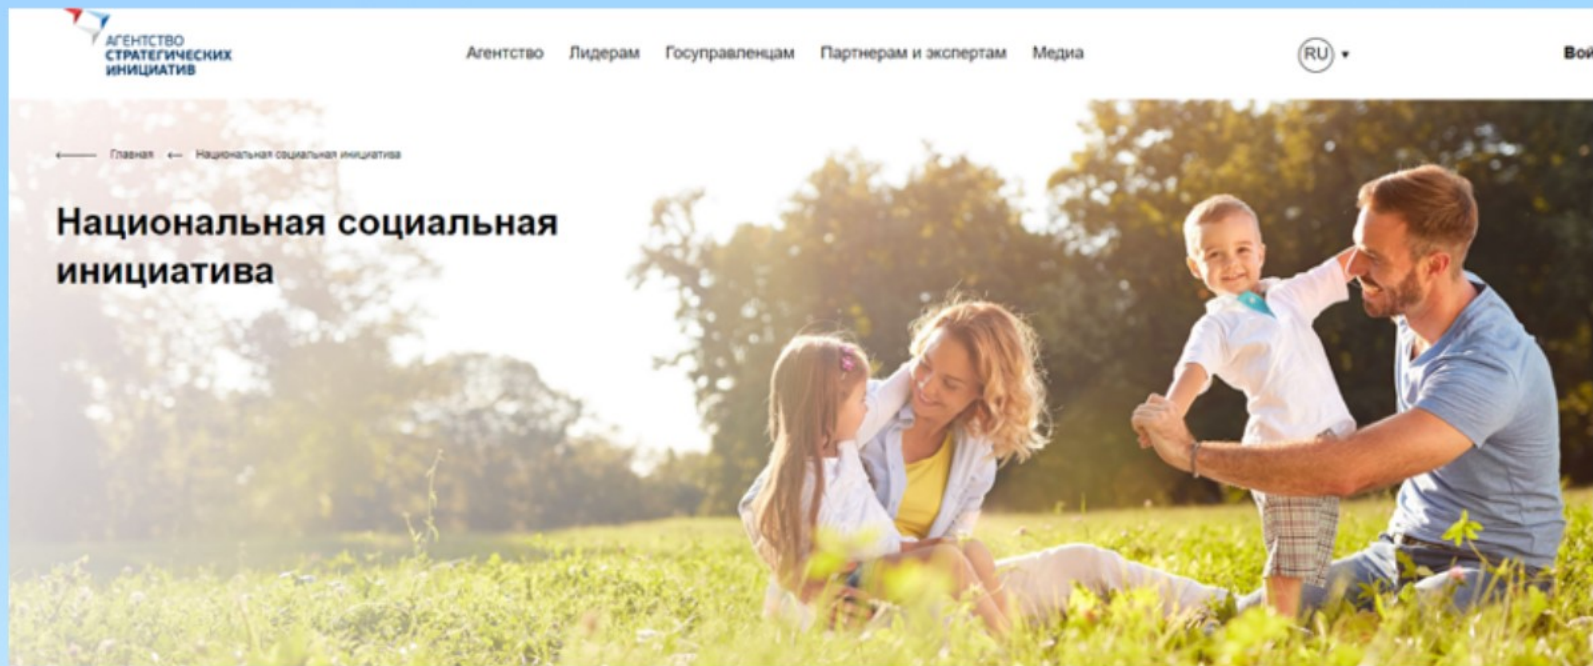 АГЕНТСТВО
СТРАТЕГИЧЕСКИХ
ИНИЦИАТИВ
Агентство Лидерам Госуправленцам Партнерам и экспертам Медиа
RU
Главная Национальная социальная инициатива
Национальная социальная
инициатива